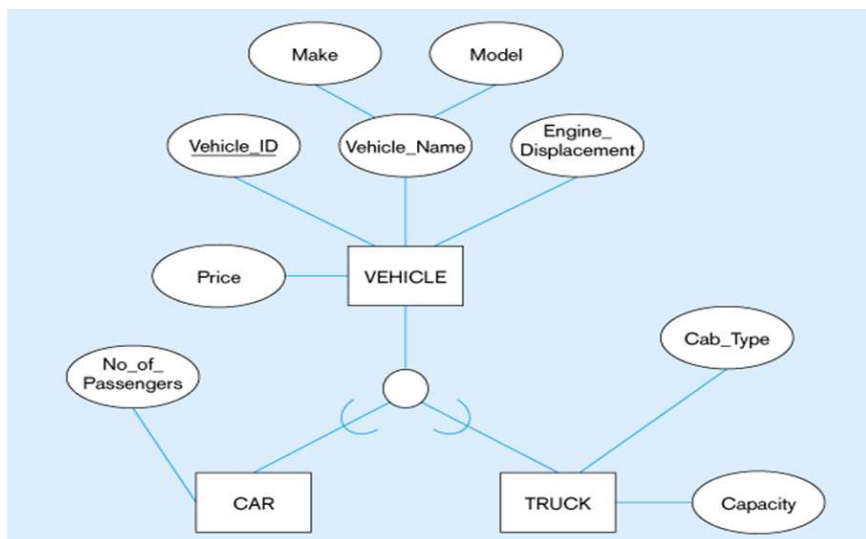 Make
Model
Vehicle_ID
Vehicle_Name
Engine_
Displacement
Price
VEHICLE
Cab_Type
No_of_
Passengers
CAR
TRUCK
Capacity